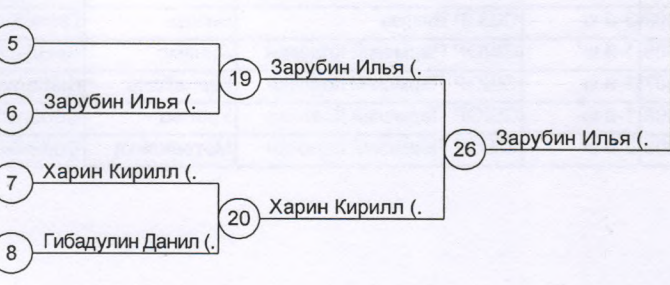 5
19
Зарубин Илья (.
6
Зарубин Илья (.
26
Зарубин Илья (.
7
Харин Кирилл (.
20
Харин Кирилл (.
8
Гибадулин Данил (.